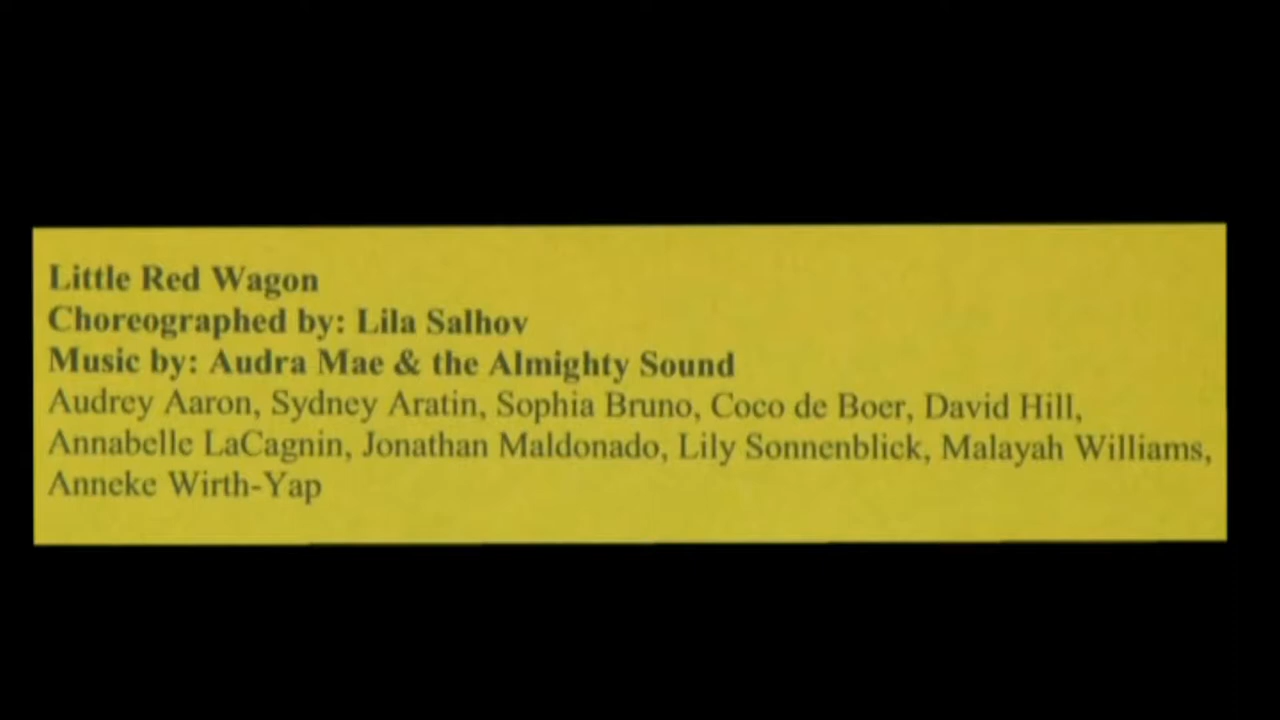 Little Red Wagon
Choreographed by: Lila Salhov
Music by: Audra Mae & the Almighty Sound
Audrey Aaron, Sydney Aratin, Sophia Bruno, Coco de Boer, David Hill,
Annabelle LaCagnin, Jonathan Maldonado, Lily Sonnenblick, Malayah Williams,
Anneke Wirth-Yap